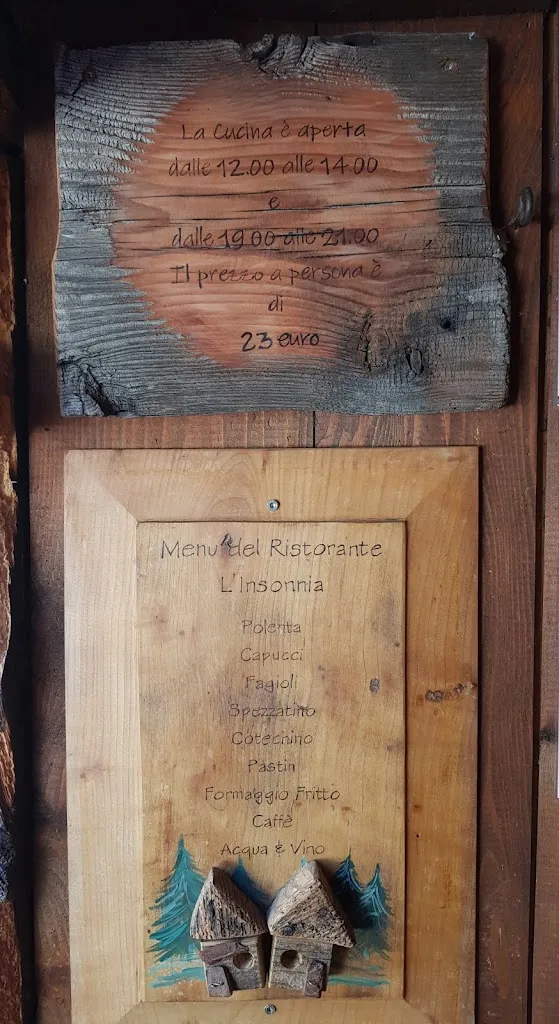 La Cucina è aperta
dalle 12.00 alle 14.00
e
dalle 19.00 alle 21.00
Il prezzo a persona è
di
23 euro
Menu del Ristorante
L'Insonnia
Polenta
Capucci
Fagioli
Spezzatino
Cotechino
Pastin
Formaggio Fritto
Caffè
Acqua & Vino